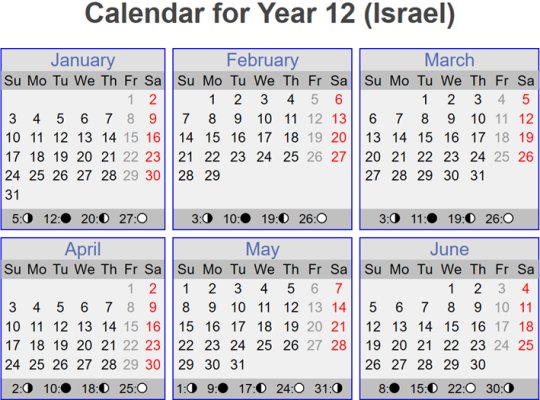 Calendar for Year 12 (Israel)
January February March
Su Mo Tu We Th Fr Sa Su Mo Tu We Th Fr Sa Su Mo Tu We Th Fr Sa
1 2 1 2 3 4 5 6 1 2 3 4 5
3 4 5 6 7 8 9 7 8 9 10 11 12 13 6 7 8 9 10 11 12
10 11 12 13 14 15 16 14 15 16 17 18 19 20 13 14 15 16 17 18 19
17 18 19 20 21 22 23 21 22 23 24 25 26 27 20 21 22 23 24 25 26
24 25 26 27 28 29 30 28 29 27 28 29 30 31
31
5: 12: 20: 27: 3: 10: 19: 26: 3: 11: 19: 26:
April May June
Su Mo Tu We Th Fr Sa Su Mo Tu We Th Fr Sa Su Mo Tu We Th Fr Sa
1 2 1 2 3 4 5 6 7 1 2 3 4
3 4 5 6 7 8 9 8 9 10 11 12 13 14 5 6 7 8 9 10 11
10 11 12 13 14 15 16 15 16 17 18 19 20 21 12 13 14 15 16 17 18
17 18 19 20 21 22 23 22 23 24 25 26 27 28 19 20 21 22 23 24 25
24 25 26 27 28 29 30 29 30 31 26 27 28 29 30
2: 10: 18: 25: 1: 9: 17: 24: 31: 8: 15: 22: 30: